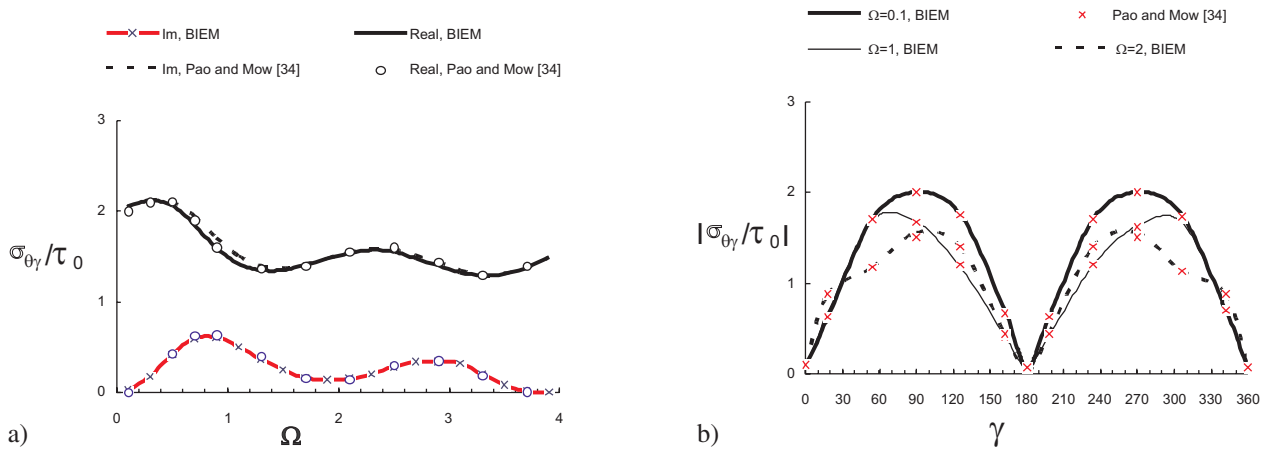 Im, BIEM
Real, BIEM
Im, Pao and Mow [34]
Real, Pao and Mow [34]
3
2
1
0
σθγ/τ0
0 1 2 3 4
Ω
a)
Ω=0.1, BIEM
Pao and Mow [34]
Ω=1, BIEM
Ω=2, BIEM
3
2
1
0
|σθγ/τ0|
0 30 60 90 120 150 180 210 240 270 300 330 360
γ
b)